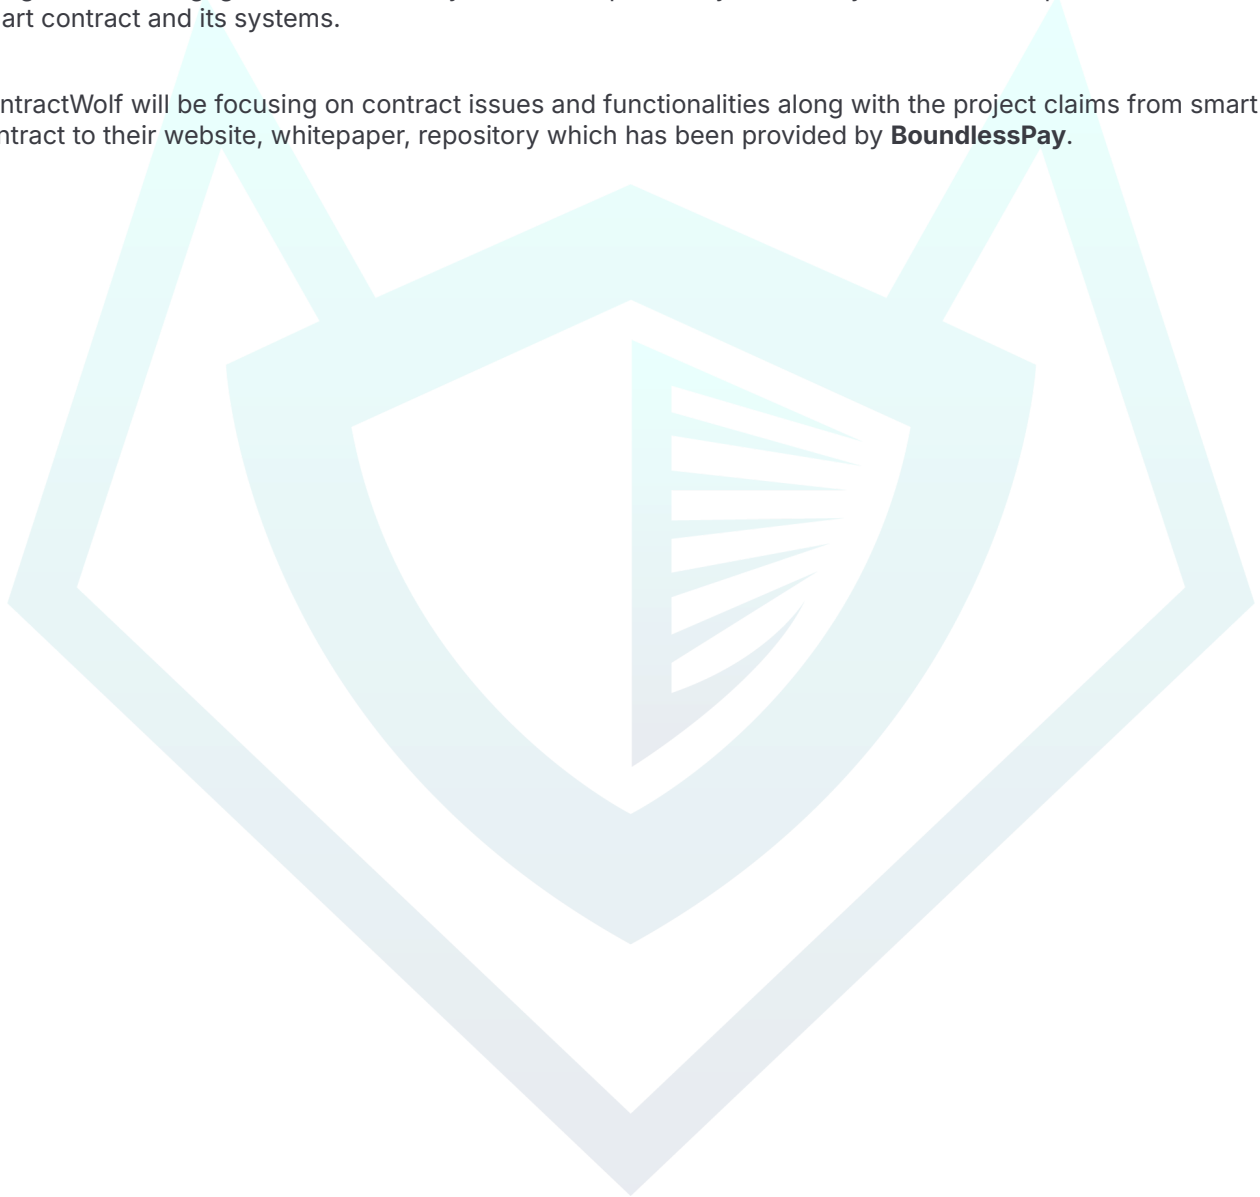 art contract and its systems.
ntractWolf will be focusing on contract issues and functionalities along with the project claims from smart
ntract to their website, whitepaper, repository which has been provided by BoundlessPay.